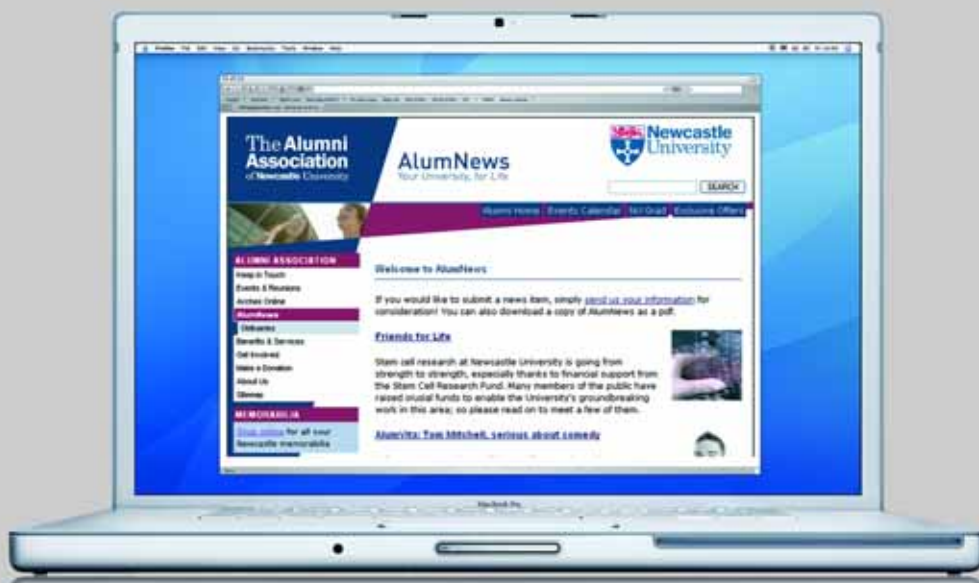 The Alumni
Association
of Newcastle University
AlumNews
Your University, for Life
Newcastle
University
SEARCH
Alumni Home Events Calendar NU Grad Exclusive Offers
ALUMNI ASSOCIATION
Keep in Touch
Events & Reunions
Arches Online
AlumNews
Obituaries
Benefits & Services
Get Involved
Make a Donation
About Us
Sitemap
MEMORABILIA
Shop online for all your
Newcastle memorabilia
Welcome to AlumNews
If you would like to submit a news item, simply send us your information for
consideration! You can also download a copy of AlumNews as a pdf.
Friends for Life
Stem cell research at Newcastle University is going from
strength to strength, especially thanks to financial support from
the Stem Cell Research Fund. Many members of the public have
raised crucial funds to enable the University's groundbreaking
work in this area; so please read on to meet a few of them.
AlumVita: Tom Mitchell, serious about comedy
MacBook Pro